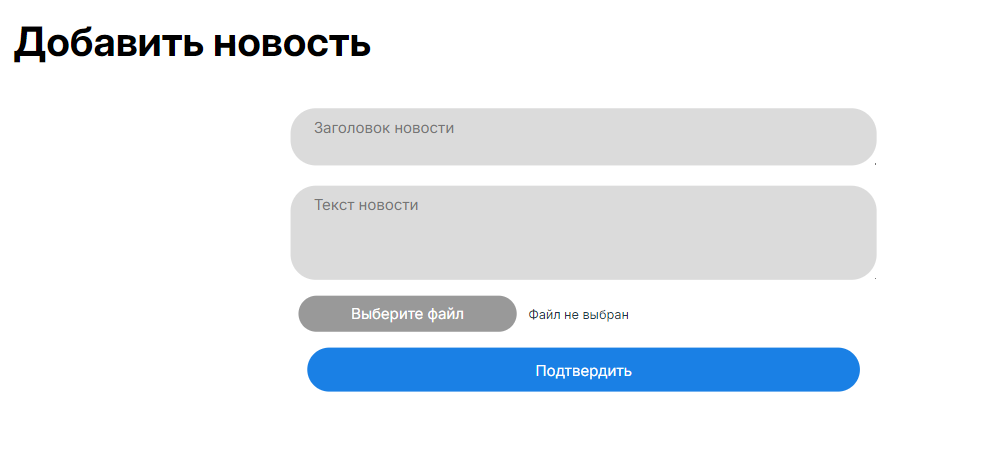 Добавить новость
Заголовок новости
Текст новости
Выберите файл Файл не выбран
Подтвердить